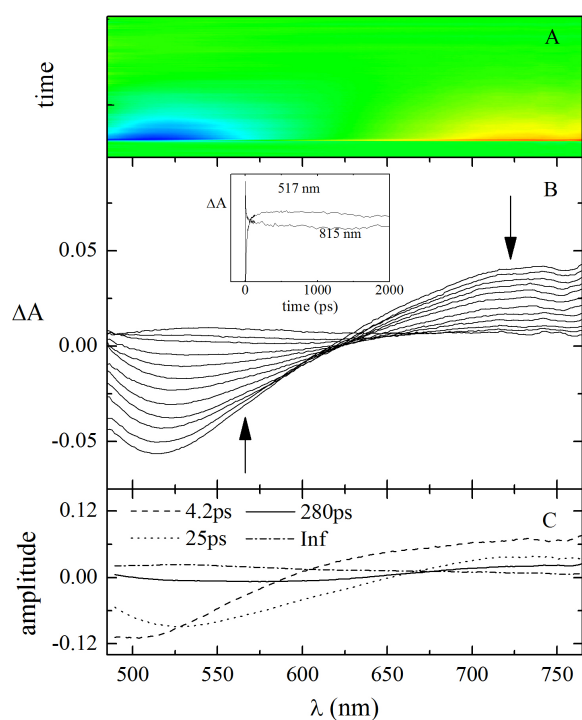 A
time
B
517 nm
ΔA
815 nm
0 1000 2000
time (ps)
0.05
ΔA
0.00
-0.05
0.12
4.2ps 280ps C
25ps Inf
amplitude
0.00
-0.12
500 550 600 650 700 750
λ (nm)